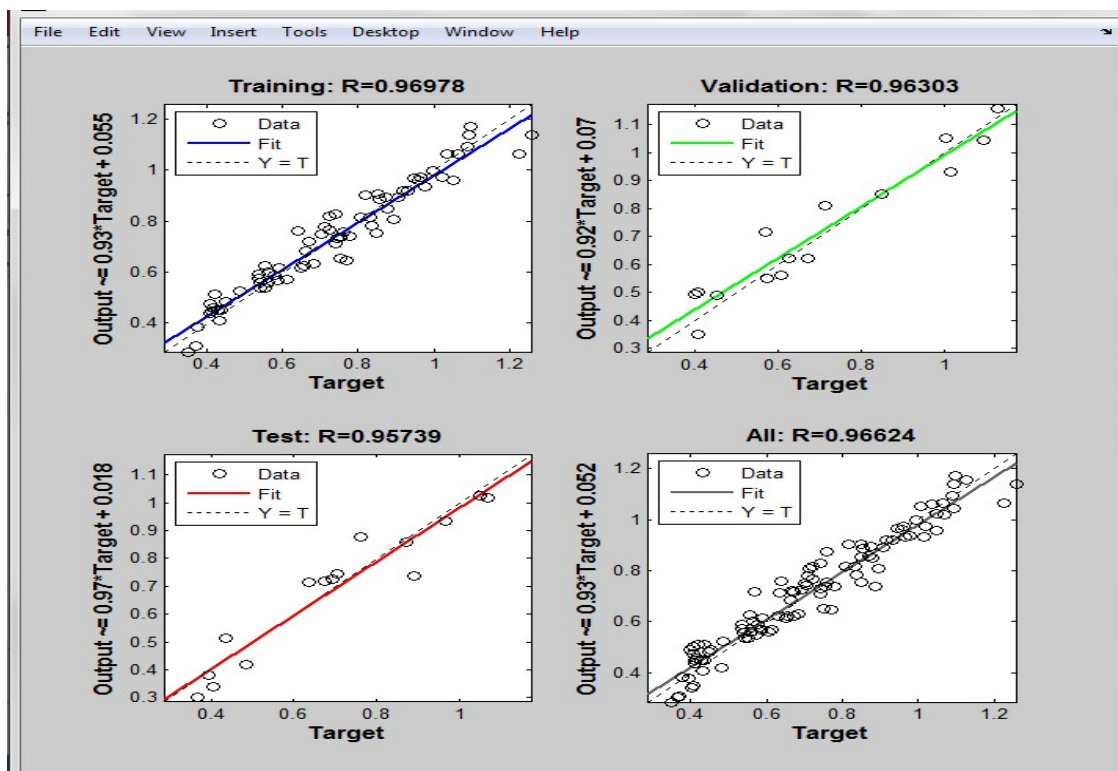 File Edit View Insert Tools Desktop Window Help
Training: R=0.96978
Output ~= 0.93*Target + 0.055
Data
Fit
Y = T
1.2
1
0.8
0.6
0.4
0.4 0.6 0.8 1 1.2
Target
Validation: R=0.96303
Output ~= 0.92*Target + 0.07
Data
Fit
Y = T
1.1
1
0.9
0.8
0.7
0.6
0.5
0.4
0.3
0.4 0.6 0.8 1
Target
Test: R=0.95739
Output ~= 0.97*Target + 0.018
Data
Fit
Y = T
1.1
1
0.9
0.8
0.7
0.6
0.5
0.4
0.3
0.4 0.6 0.8 1
Target
All: R=0.96624
Output ~= 0.93*Target + 0.052
Data
Fit
Y = T
1.2
1
0.8
0.6
0.4
0.4 0.6 0.8 1 1.2
Target